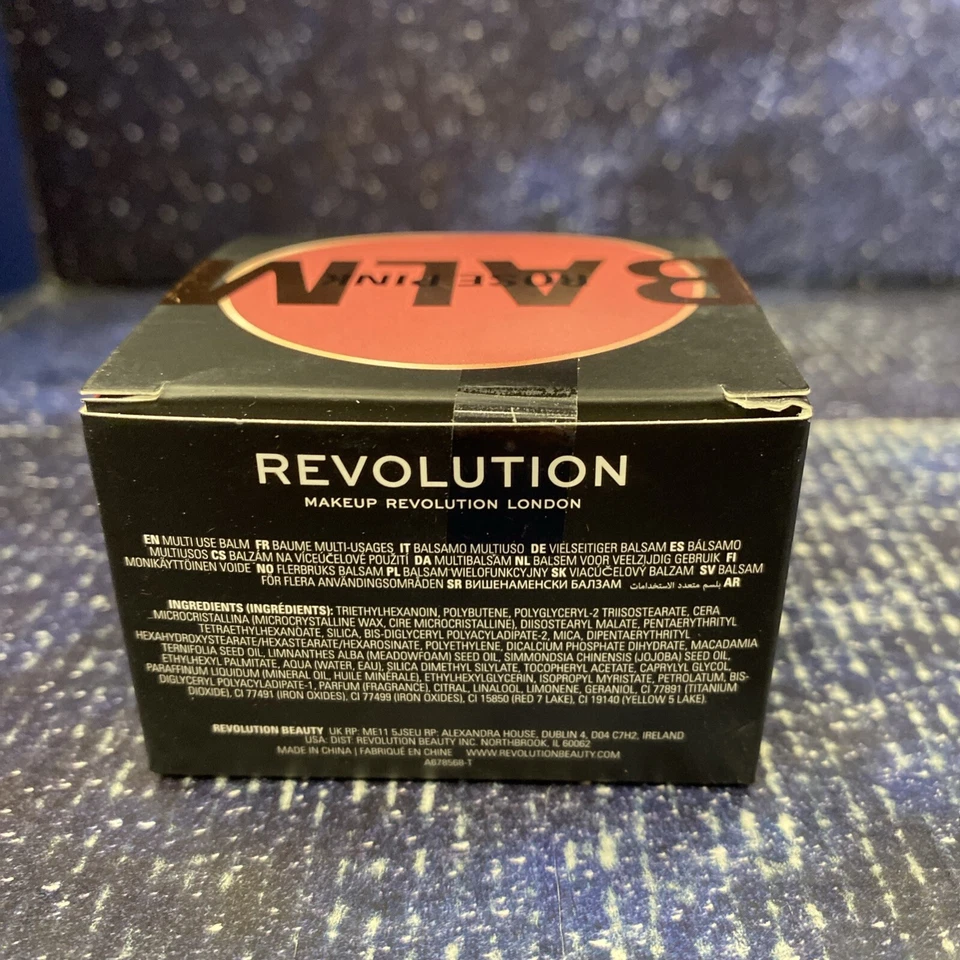 BALM
ROSE PINK
REVOLUTION
MAKEUP REVOLUTION LONDON
EN MULTI USE BALM FR BAUME MULTI-USAGES IT BALSAMO MULTIUSO DE VIELSEITIGER BALSAM ES BÁLSAMO
MULTIUSOS CS BALZÁM NA VÍCEÚČELOVÉ POUŽITÍ DA MULTIBALSAM NL BALSEM VOOR VEELZIJDIG GEBRUIK FI
MONIKÄYTTÖINEN VOIDE NO FLERBRUKS BALSAM PL BALSAM WIELOFUNKCYJNY SK VIACÚČELOVÝ BALZAM SV BALSAM
FÖR FLERA ANVÄNDNINGSOMRÅDEN SR ВИШЕНАМЕНСКИ БАЛЗАМ بلسم متعدد الاستخدامات AR
INGREDIENTS (INGRÉDIENTS): TRIETHYLHEXANOIN, POLYBUTENE, POLYGLYCERYL-2 TRIISOSTEARATE, CERA
MICROCRISTALLINA (MICROCRYSTALLINE WAX, CIRE MICROCRISTALLINE), DIISOSTEARYL MALATE, PENTAERYTHRITYL
TETRAETHYLHEXANOATE, SILICA, BIS-DIGLYCERYL POLYACYLADIPATE-2, MICA, DIPENTAERYTHRITYL
HEXAHYDROXYSTEARATE/HEXASTEARATE/HEXAROSINATE, POLYETHYLENE, DICALCIUM PHOSPHATE DIHYDRATE, MACADAMIA
TERNIFOLIA SEED OIL, LIMNANTHES ALBA (MEADOWFOAM) SEED OIL, SIMMONDSIA CHINENSIS (JOJOBA) SEED OIL,
ETHYLHEXYL PALMITATE, AQUA (WATER, EAU), SILICA DIMETHYL SILYLATE, TOCOPHERYL ACETATE, CAPRYLYL GLYCOL,
PARAFFINUM LIQUIDUM (MINERAL OIL, HUILE MINÉRALE), ETHYLHEXYLGLYCERIN, ISOPROPYL MYRISTATE, PETROLATUM, BIS-
DIGLYCERYL POLYACYLADIPATE-1, PARFUM (FRAGRANCE), CITRAL, LINALOOL, LIMONENE, GERANIOL, CI 77891 (TITANIUM
DIOXIDE), CI 77491 (IRON OXIDES), CI 77499 (IRON OXIDES), CI 15850 (RED 7 LAKE), CI 19140 (YELLOW 5 LAKE).
REVOLUTION BEAUTY UK RP: ME11 5JSEU RP: ALEXANDRA HOUSE, DUBLIN 4, D04 C7H2, IRELAND
USA: DIST. REVOLUTION BEAUTY INC. NORTHBROOK, IL 60062
MADE IN CHINA | FABRIQUÉ EN CHINE WWW.REVOLUTIONBEAUTY.COM
AB78568-T